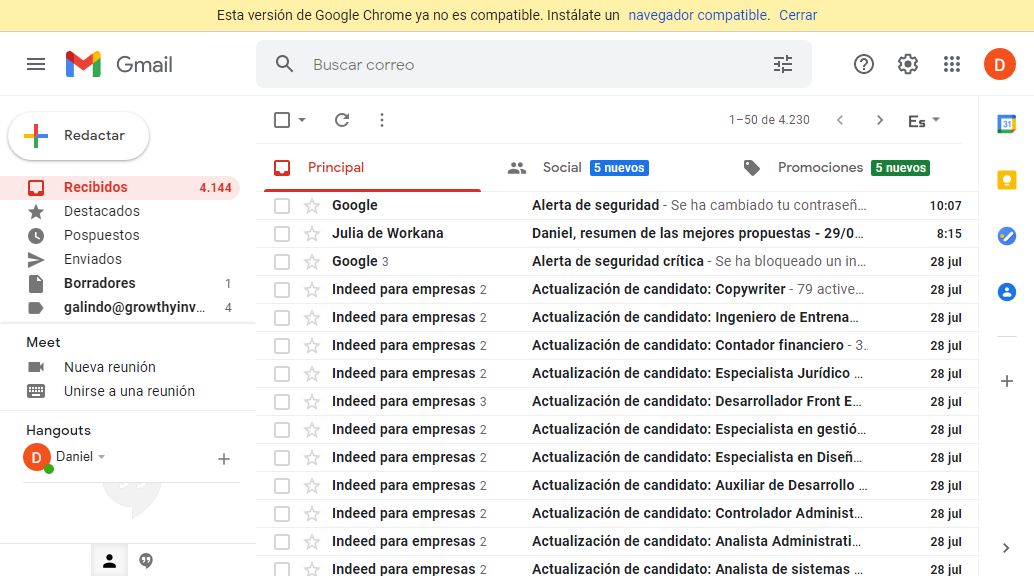 Esta versión de Google Chrome ya no es compatible. Instálate un navegador compatible. Cerrar
Gmail
Buscar correo
D
Redactar
1–50 de 4.230
Es
Recibidos 4.144
Destacados
Pospuestos
Enviados
Borradores 1
galindo@growthyinv… 4
Meet
Nueva reunión
Unirse a una reunión
Hangouts
D Daniel
Principal
Social 5 nuevos
Promociones 5 nuevos
Google Alerta de seguridad - Se ha cambiado tu contraseñ… 10:07
Julia de Workana Daniel, resumen de las mejores propuestas - 29/0… 8:15
Google 3 Alerta de seguridad crítica - Se ha bloqueado un in… 28 jul
Indeed para empresas 2 Actualización de candidato: Copywriter - 79 active… 28 jul
Indeed para empresas 2 Actualización de candidato: Ingeniero de Entrena… 28 jul
Indeed para empresas 2 Actualización de candidato: Contador financiero - 3… 28 jul
Indeed para empresas 2 Actualización de candidato: Especialista Jurídico … 28 jul
Indeed para empresas 3 Actualización de candidato: Desarrollador Front E… 28 jul
Indeed para empresas 2 Actualización de candidato: Especialista en gestió… 28 jul
Indeed para empresas 2 Actualización de candidato: Especialista en Diseñ… 28 jul
Indeed para empresas 2 Actualización de candidato: Auxiliar de Desarrollo … 28 jul
Indeed para empresas 2 Actualización de candidato: Controlador Administ… 28 jul
Indeed para empresas 2 Actualización de candidato: Analista Administrati… 28 jul
Indeed para empresas 2 Actualización de candidato: Analista de sistemas … 28 jul
31